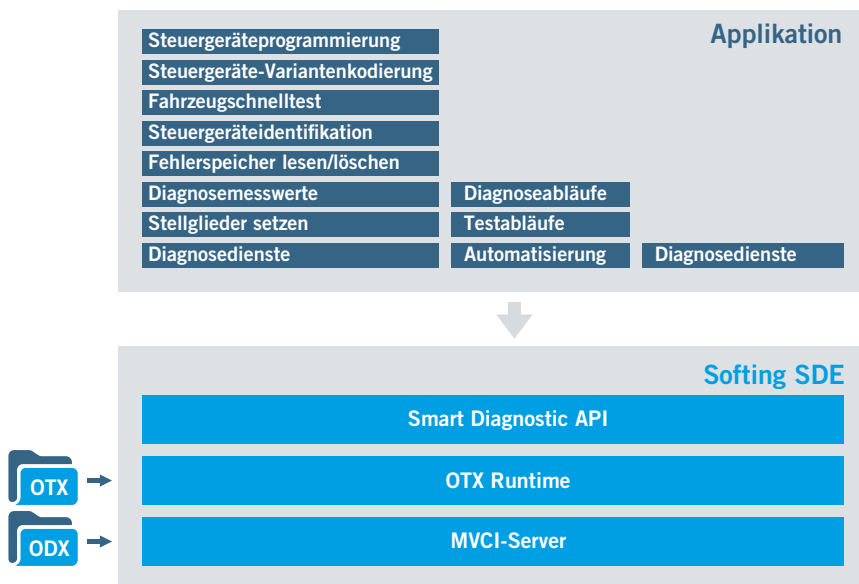 Applikation
Steuergeräteprogrammierung
Steuergeräte-Variantenkodierung
Fahrzeugschnelltest
Steuergeräteidentifikation
Fehlerspeicher lesen/löschen
Diagnosemesswerte
Diagnoseabläufe
Stellglieder setzen
Testabläufe
Diagnosedienste
Automatisierung
Diagnosedienste
Softing SDE
Smart Diagnostic API
OTX
OTX Runtime
ODX
MVCI-Server